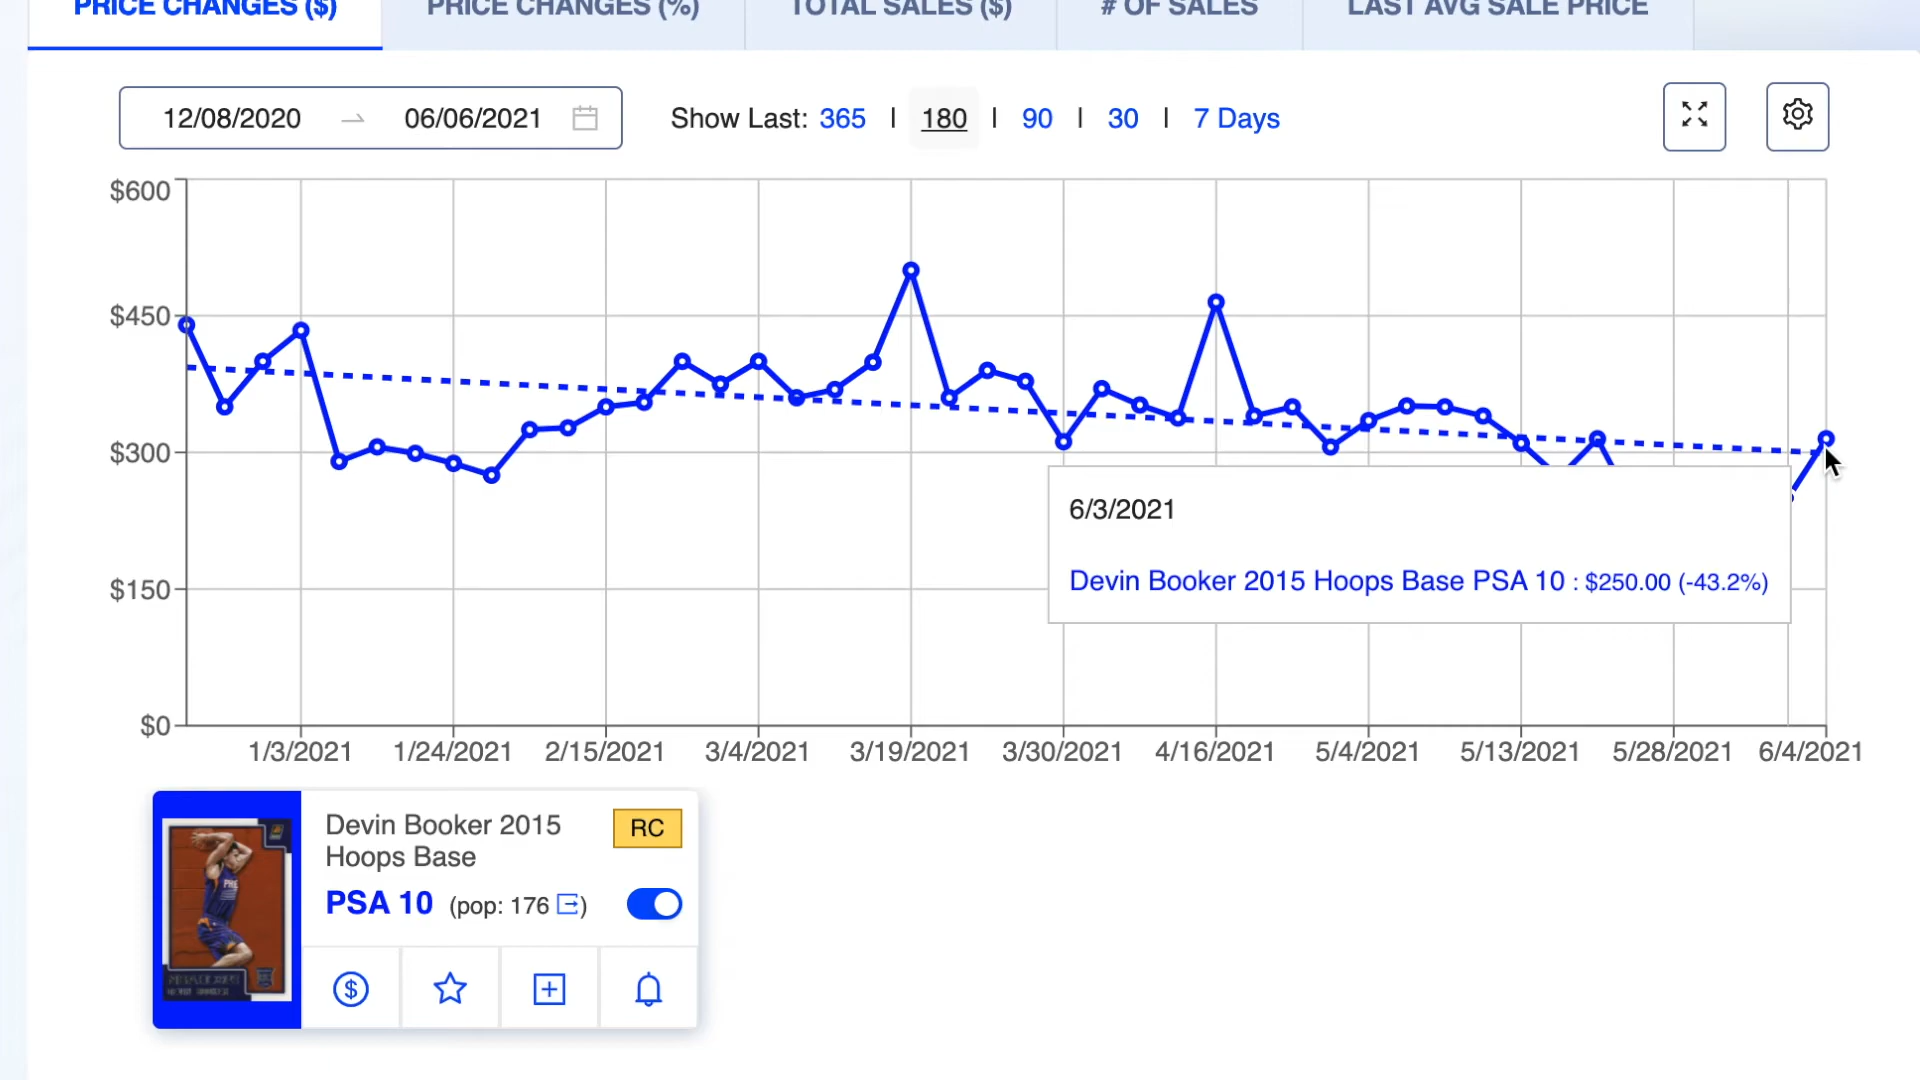 PRICE CHANGES ($) PRICE CHANGES (%) TOTAL SALES ($) # OF SALES LAST AVG SALE PRICE
12/08/2020 → 06/06/2021 Show Last: 365 | 180 | 90 | 30 | 7 Days
$600
$450
$300
$150
$0
6/3/2021
Devin Booker 2015 Hoops Base PSA 10 : $250.00 (-43.2%)
1/3/2021 1/24/2021 2/15/2021 3/4/2021 3/19/2021 3/30/2021 4/16/2021 5/4/2021 5/13/2021 5/28/2021 6/4/2021
Devin Booker 2015
Hoops Base
RC
PSA 10 (pop: 176)